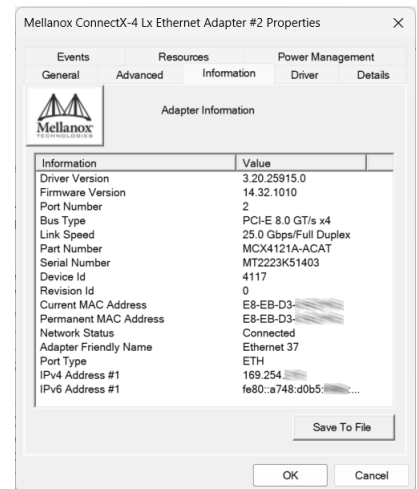 Mellanox ConnectX-4 Lx Ethernet Adapter #2 Properties
Events Resources Power Management
General Advanced Information Driver Details
Mellanox
TECHNOLOGIES
Adapter Information
Information Value
Driver Version 3.20.25915.0
Firmware Version 14.32.1010
Port Number 2
Bus Type PCI-E 8.0 GT/s x4
Link Speed 25.0 Gbps/Full Duplex
Part Number MCX4121A-ACAT
Serial Number MT2223K51403
Device Id 4117
Revision Id 0
Current MAC Address E8-EB-D3-
Permanent MAC Address E8-EB-D3-
Network Status Connected
Adapter Friendly Name Ethernet 37
Port Type ETH
IPv4 Address #1 169.254.
IPv6 Address #1 fe80::a748:d0b5: :...
Save To File
OK Cancel